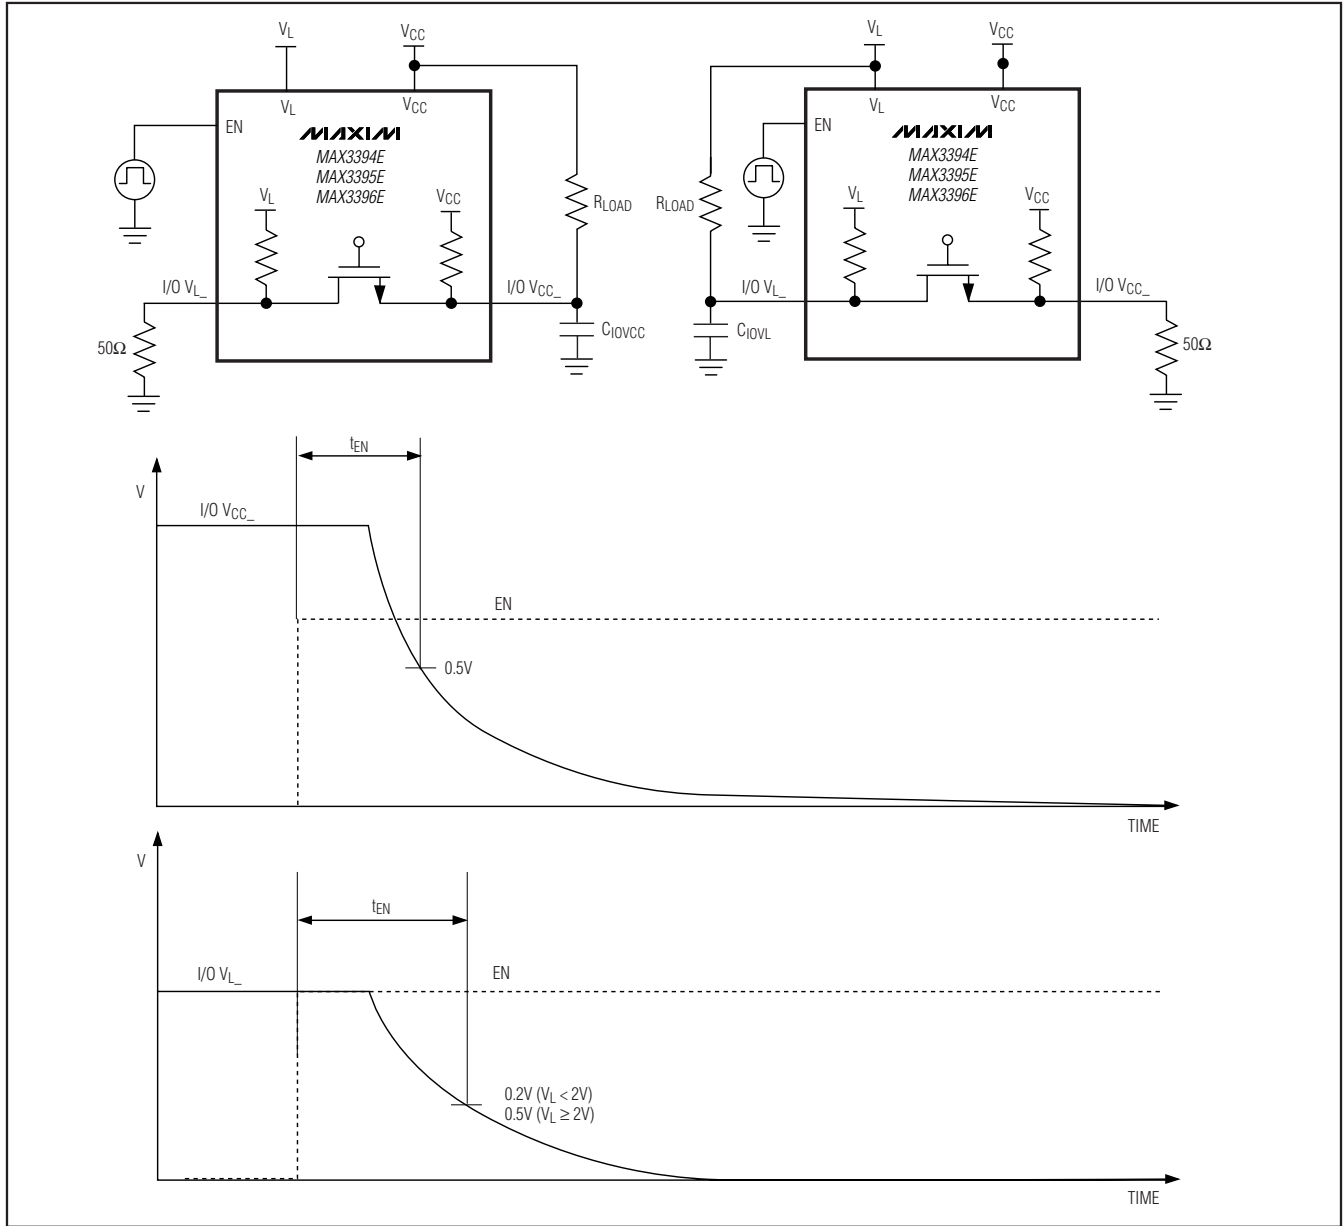 VL
VCC
VL
VCC
EN
MAXIM
MAX3394E
MAX3395E
MAX3396E
VL
VCC
RLOAD
I/O VL_
I/O VCC_
50Ω
CIOVCC
VL
VCC
VL
VCC
EN
MAXIM
MAX3394E
MAX3395E
MAX3396E
VL
VCC
RLOAD
I/O VL_
I/O VCC_
CIOVL
50Ω
tEN
V
I/O VCC_
EN
0.5V
TIME
V
tEN
I/O VL_
EN
0.2V (VL < 2V)
0.5V (VL ≥ 2V)
TIME